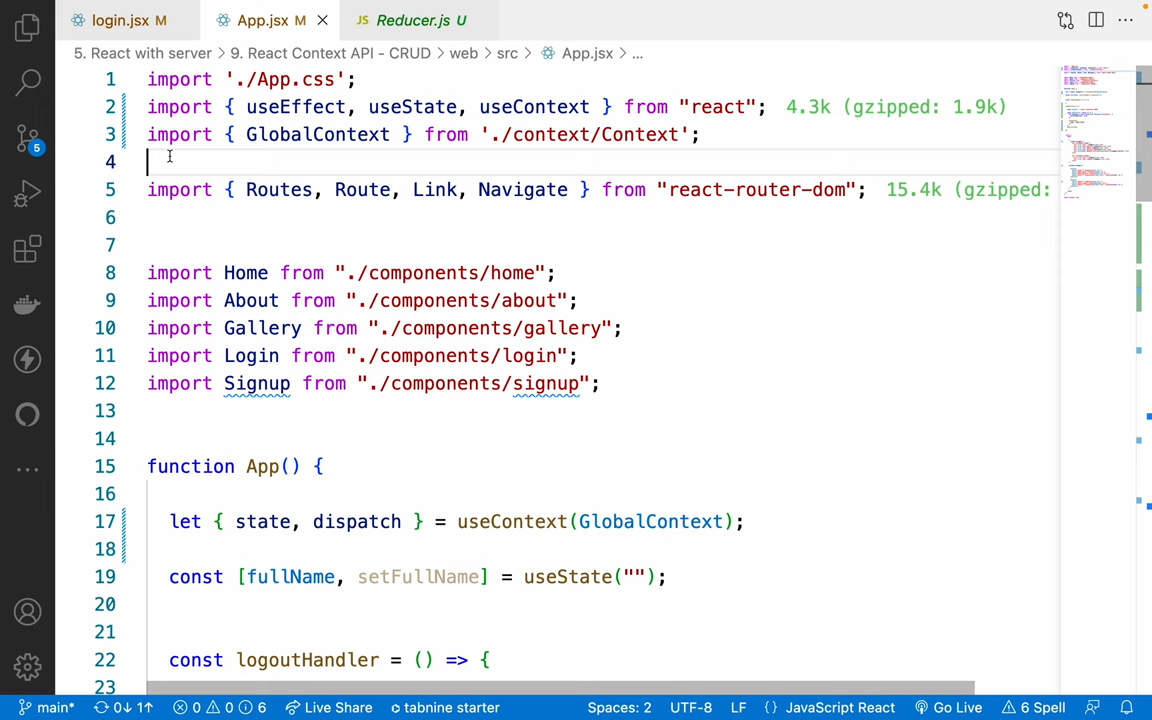 login.jsx M
App.jsx M
JS Reducer.js U
5. React with server > 9. React Context API - CRUD > web > src > App.jsx > ...
1 import './App.css';
2 import { useEffect, useState, useContext } from "react"; 4.3k (gzipped: 1.9k)
3 import { GlobalContext } from './context/Context';
4
5 import { Routes, Route, Link, Navigate } from "react-router-dom"; 15.4k (gzipped:
6
7
8 import Home from "./components/home";
9 import About from "./components/about";
10 import Gallery from "./components/gallery";
11 import Login from "./components/login";
12 import Signup from "./components/signup";
13
14
15 function App() {
16
17 let { state, dispatch } = useContext(GlobalContext);
18
19 const [fullName, setFullName] = useState("");
20
21
22 const logoutHandler = () => {
23
5
main* 0↓ 1↑ 0 0 6 Live Share tabnine starter Spaces: 2 UTF-8 LF {} JavaScript React Go Live 6 Spell